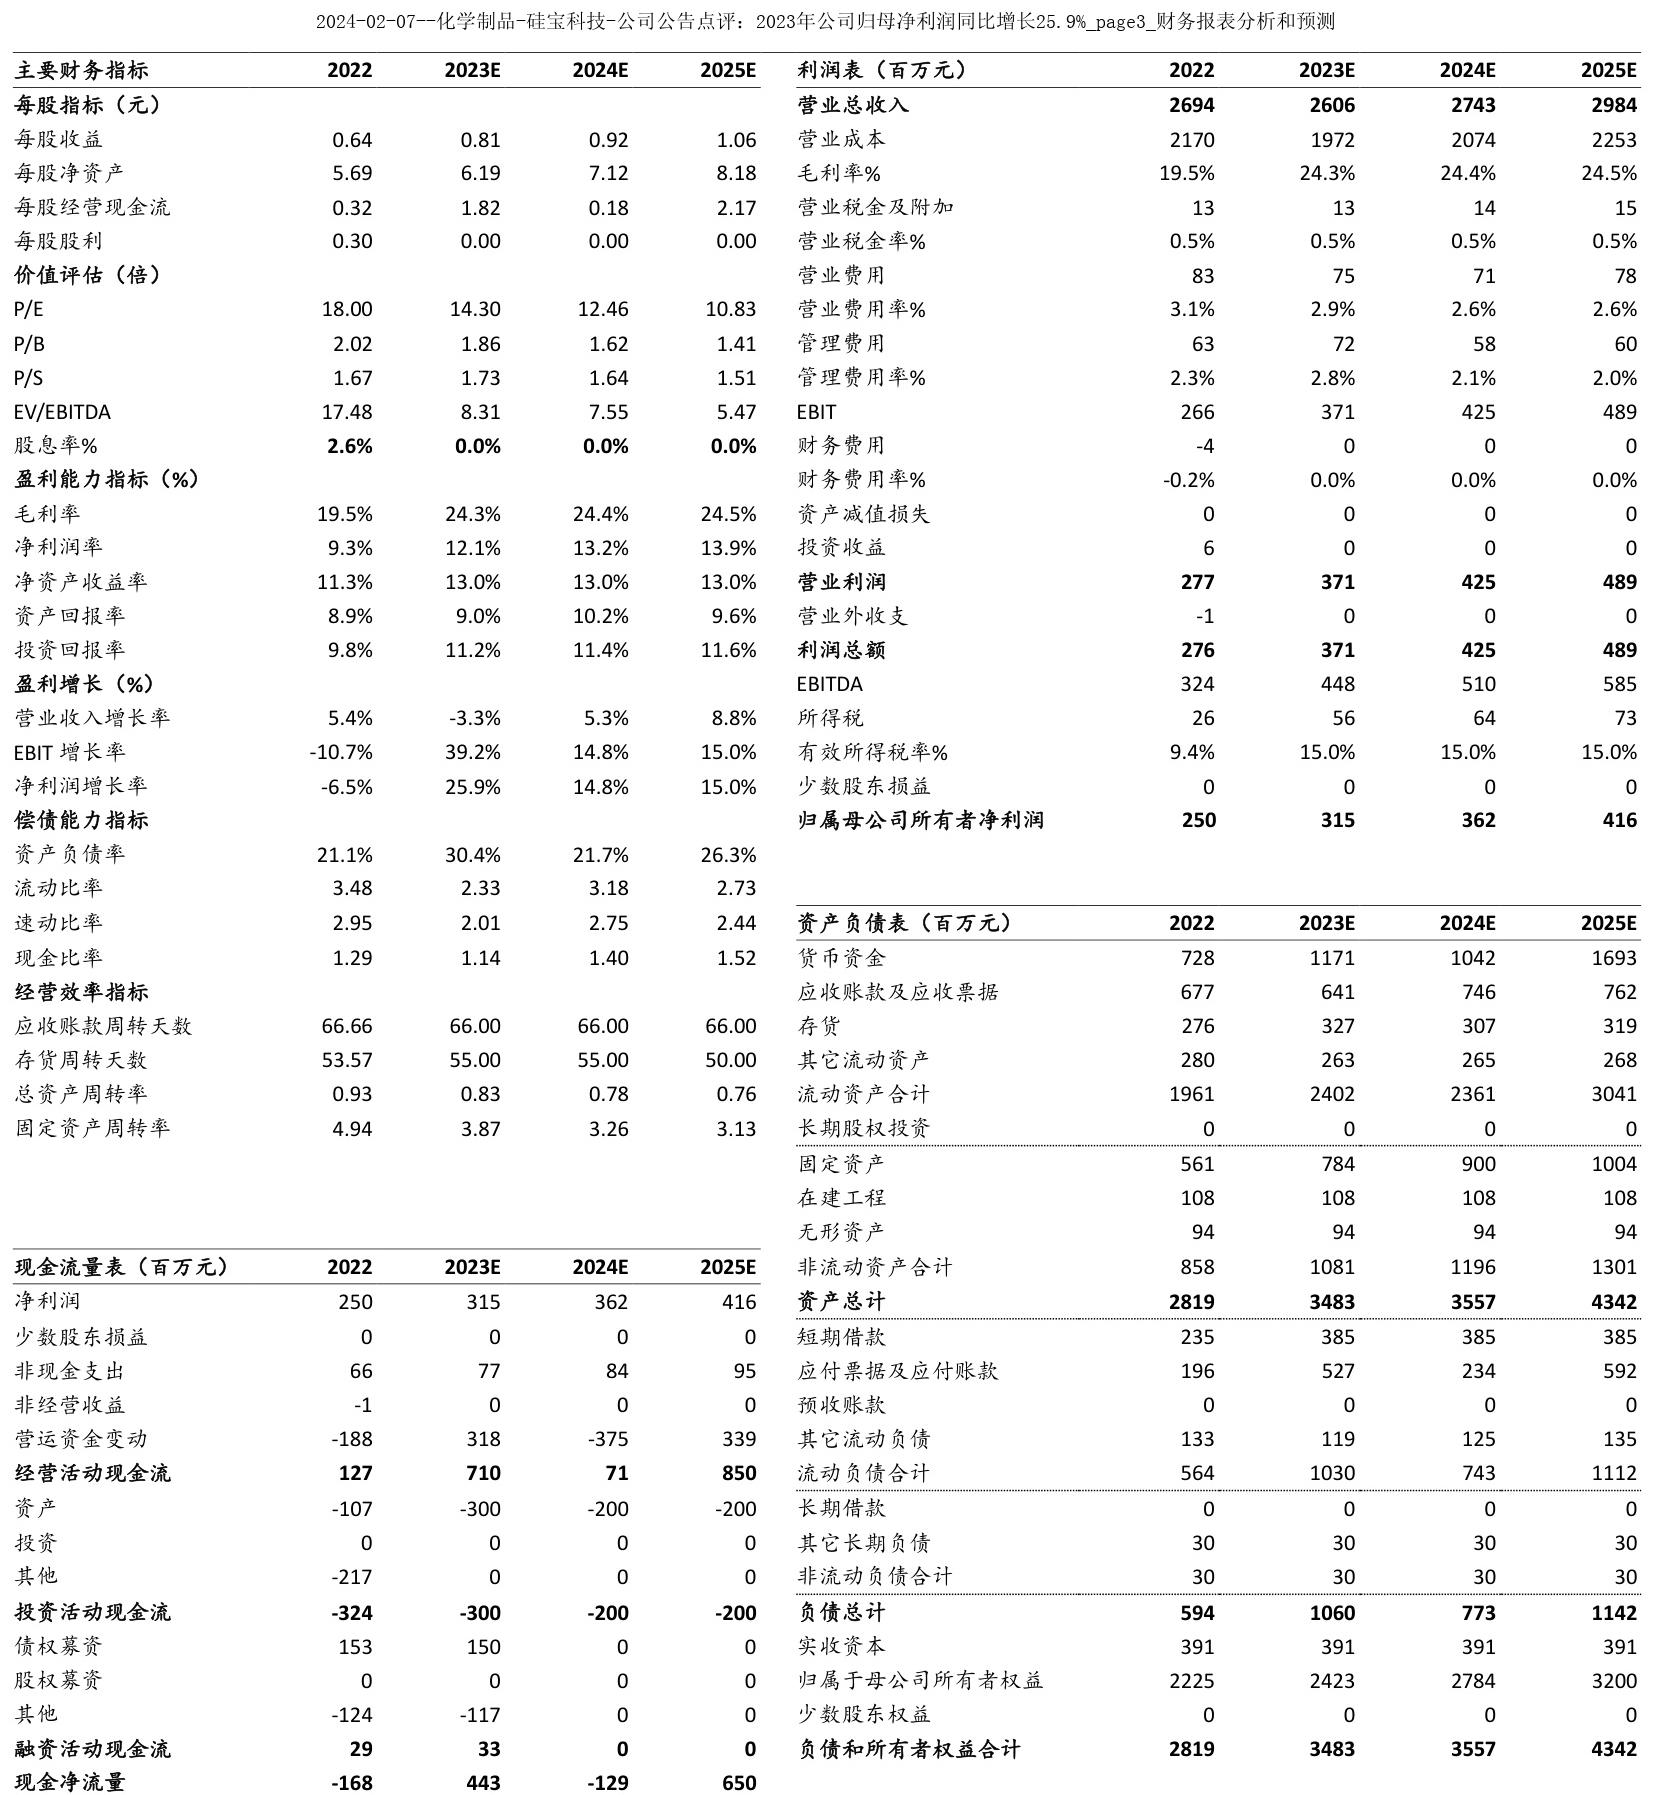 2024-02-07--化学制品-硅宝科技-公司公告点评：2023年公司归母净利润同比增长25.9%_page3_财务报表分析和预测
主要财务指标 2022 2023E 2024E 2025E
每股指标（元）
每股收益 0.64 0.81 0.92 1.06
每股净资产 5.69 6.19 7.12 8.18
每股经营现金流 0.32 1.82 0.18 2.17
每股股利 0.30 0.00 0.00 0.00
价值评估（倍）
P/E 18.00 14.30 12.46 10.83
P/B 2.02 1.86 1.62 1.41
P/S 1.67 1.73 1.64 1.51
EV/EBITDA 17.48 8.31 7.55 5.47
股息率% 2.6% 0.0% 0.0% 0.0%
盈利能力指标（%）
毛利率 19.5% 24.3% 24.4% 24.5%
净利润率 9.3% 12.1% 13.2% 13.9%
净资产收益率 11.3% 13.0% 13.0% 13.0%
资产回报率 8.9% 9.0% 10.2% 9.6%
投资回报率 9.8% 11.2% 11.4% 11.6%
盈利增长（%）
营业收入增长率 5.4% -3.3% 5.3% 8.8%
EBIT 增长率 -10.7% 39.2% 14.8% 15.0%
净利润增长率 -6.5% 25.9% 14.8% 15.0%
偿债能力指标
资产负债率 21.1% 30.4% 21.7% 26.3%
流动比率 3.48 2.33 3.18 2.73
速动比率 2.95 2.01 2.75 2.44
现金比率 1.29 1.14 1.40 1.52
经营效率指标
应收账款周转天数 66.66 66.00 66.00 66.00
存货周转天数 53.57 55.00 55.00 50.00
总资产周转率 0.93 0.83 0.78 0.76
固定资产周转率 4.94 3.87 3.26 3.13
现金流量表（百万元） 2022 2023E 2024E 2025E
净利润 250 315 362 416
少数股东损益 0 0 0 0
非现金支出 66 77 84 95
非经营收益 -1 0 0 0
营运资金变动 -188 318 -375 339
经营活动现金流 127 710 71 850
资产 -107 -300 -200 -200
投资 0 0 0 0
其他 -217 0 0 0
投资活动现金流 -324 -300 -200 -200
债权募资 153 150 0 0
股权募资 0 0 0 0
其他 -124 -117 0 0
融资活动现金流 29 33 0 0
现金净流量 -168 443 -129 650
利润表（百万元） 2022 2023E 2024E 2025E
营业总收入 2694 2606 2743 2984
营业成本 2170 1972 2074 2253
毛利率% 19.5% 24.3% 24.4% 24.5%
营业税金及附加 13 13 14 15
营业税金率% 0.5% 0.5% 0.5% 0.5%
营业费用 83 75 71 78
营业费用率% 3.1% 2.9% 2.6% 2.6%
管理费用 63 72 58 60
管理费用率% 2.3% 2.8% 2.1% 2.0%
EBIT 266 371 425 489
财务费用 -4 0 0 0
财务费用率% -0.2% 0.0% 0.0% 0.0%
资产减值损失 0 0 0 0
投资收益 6 0 0 0
营业利润 277 371 425 489
营业外收支 -1 0 0 0
利润总额 276 371 425 489
EBITDA 324 448 510 585
所得税 26 56 64 73
有效所得税率% 9.4% 15.0% 15.0% 15.0%
少数股东损益 0 0 0 0
归属母公司所有者净利润 250 315 362 416
资产负债表（百万元） 2022 2023E 2024E 2025E
货币资金 728 1171 1042 1693
应收账款及应收票据 677 641 746 762
存货 276 327 307 319
其它流动资产 280 263 265 268
流动资产合计 1961 2402 2361 3041
长期股权投资 0 0 0 0
固定资产 561 784 900 1004
在建工程 108 108 108 108
无形资产 94 94 94 94
非流动资产合计 858 1081 1196 1301
资产总计 2819 3483 3557 4342
短期借款 235 385 385 385
应付票据及应付账款 196 527 234 592
预收账款 0 0 0 0
其它流动负债 133 119 125 135
流动负债合计 564 1030 743 1112
长期借款 0 0 0 0
其它长期负债 30 30 30 30
非流动负债合计 30 30 30 30
负债总计 594 1060 773 1142
实收资本 391 391 391 391
归属于母公司所有者权益 2225 2423 2784 3200
少数股东权益 0 0 0 0
负债和所有者权益合计 2819 3483 3557 4342